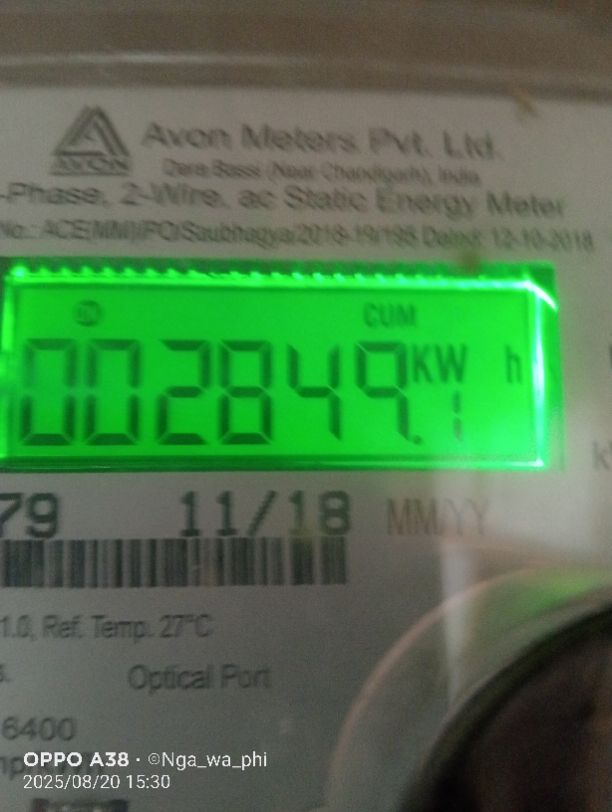 AVON
Avon Meters Pvt. Ltd.
Dera Bassi (Near Chandigarh), India
-Phase, 2-Wire, ac Static Energy Meter
No.: ACE(MM)/PO/Saubhagya/2018-19/195 Dated: 12-10-2018
CUM
002849.1 KW h
79 11/18 MM/YY
1.0, Ref. Temp. 27°C
Optical Port
6400
OPPO A38 · ©Nga_wa_phi
2025/08/20 15:30